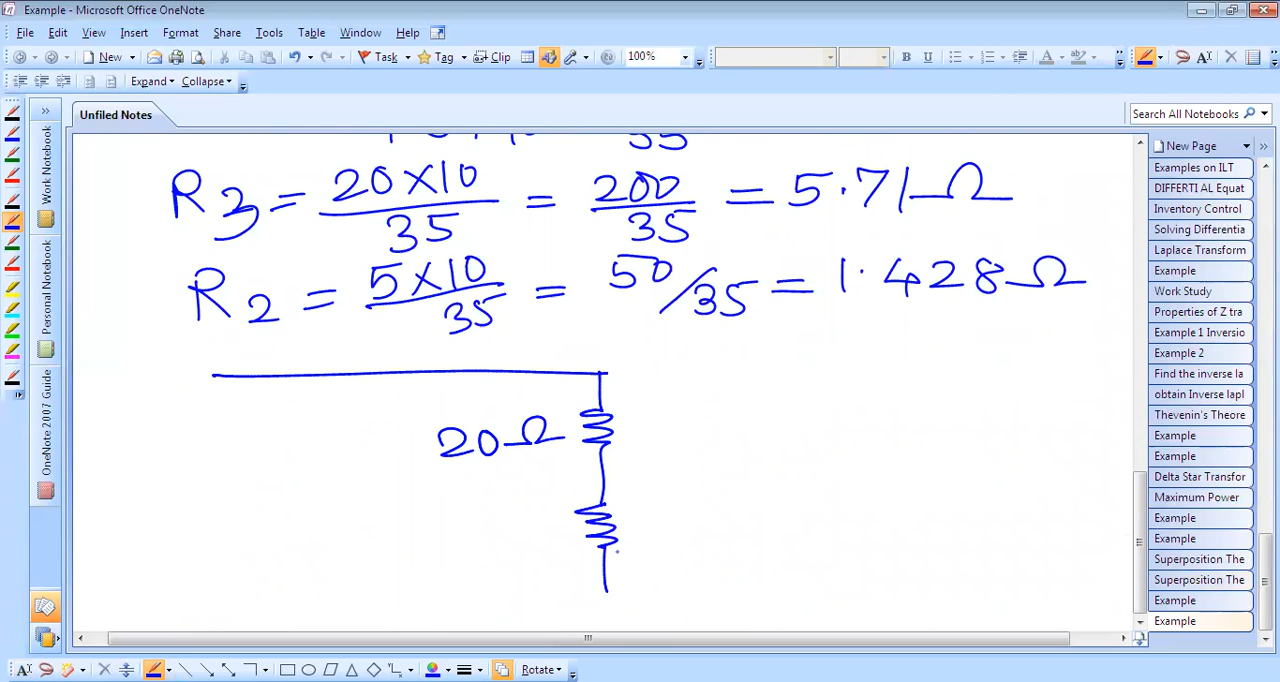 Example - Microsoft Office OneNote
File Edit View Insert Format Share Tools Table Window Help
New Task Tag Clip 100% B U
Expand Collapse
Unfiled Notes
Search All Notebooks
New Page
Work Notebook
Personal Notebook
OneNote 2007 Guide
R3 = 20×10/35 = 200/35 = 5.71Ω
R2 = 5×10/35 = 50/35 = 1.428Ω
20Ω
Examples on ILT
DIFFERTI AL Equat
Inventory Control
Solving Differentia
Laplace Transform
Example
Work Study
Properties of Z tra
Example 1 Inversio
Example 2
Find the inverse la
obtain Inverse lapl
Thevenin's Theore
Example
Example
Delta Star Transfor
Maximum Power
Example
Example
Superposition The
Superposition The
Example
Example
Rotate